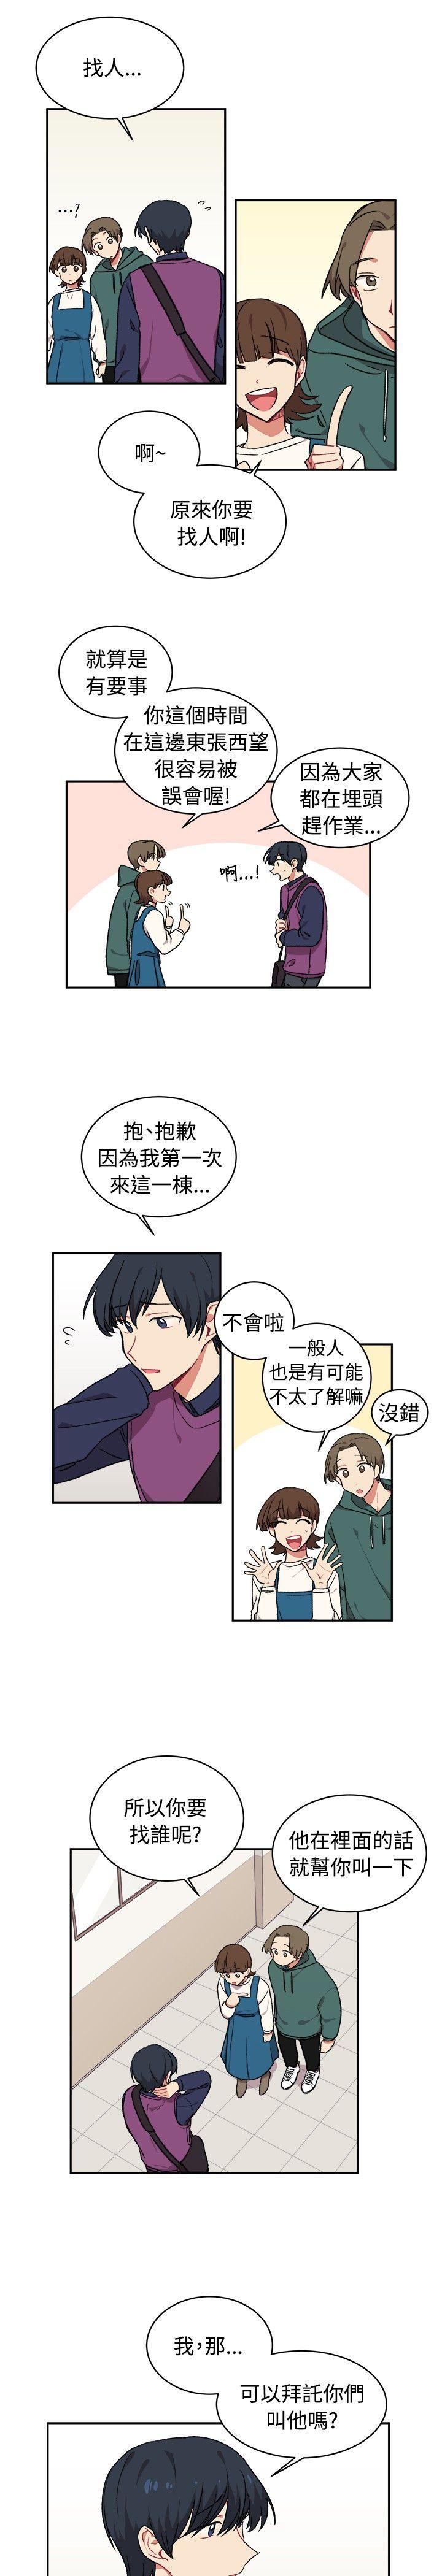 找人…
…?
啊~
原來你要
找人啊!
就算是
有要事
你這個時間
在這邊東張西望
很容易被
誤會喔!
因為大家
都在埋頭
趕作業…
啊…!
抱、抱歉
因為我第一次
來這一棟…
不會啦
一般人
也是有可能
不太了解嘛
沒錯
所以你要
找誰呢?
他在裡面的話
就幫你叫一下
我，那…
可以拜託你們
叫他嗎?